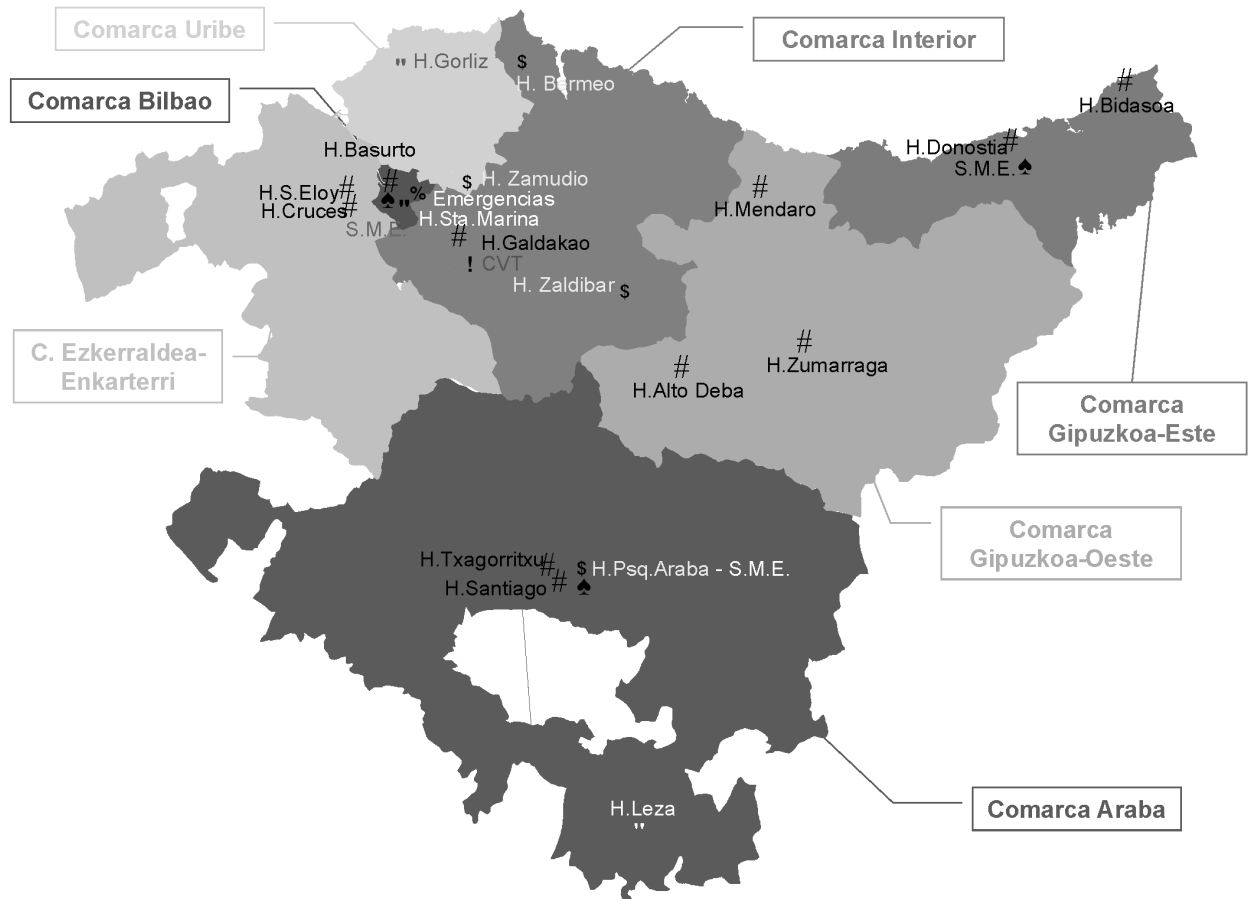 Comarca Uribe
Comarca Interior
" H.Gorliz
$
H. Bermeo
#
H.Bidasoa
Comarca Bilbao
H.Basurto
H.Donostia #
S.M.E. ♠
H.S.Eloy #
H.Cruces #
S.M.E.
#
♠ " %
$ H. Zamudio
Emergencias
H.Sta.Marina
# H.Galdakao
! CVT
H. Zaldibar $
#
H.Mendaro
C. Ezkerraldea-
Enkarterri
#
H.Alto Deba
#
H.Zumarraga
Comarca
Gipuzkoa-Este
Comarca
Gipuzkoa-Oeste
H.Txagorritxu #
H.Santiago #
$ H.Psq.Araba - S.M.E.
♠
Comarca Araba
H.Leza
"